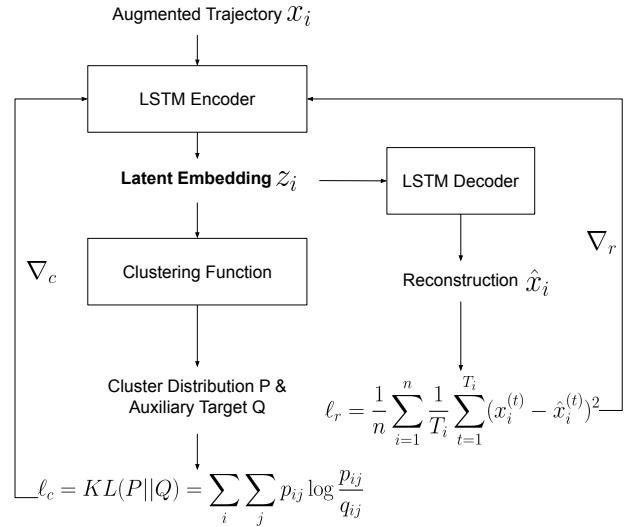 Augmented Trajectory $x_i$
LSTM Encoder
Latent Embedding $z_i$
LSTM Decoder
Clustering Function
$\nabla_c$
$\nabla_r$
Reconstruction $\hat{x}_i$
Cluster Distribution P &
Auxiliary Target Q
$\ell_r = \frac{1}{n} \sum_{i=1}^{n} \frac{1}{T_i} \sum_{t=1}^{T_i} (x_i^{(t)} - \hat{x}_i^{(t)})^2$
$\ell_c = KL(P||Q) = \sum_i \sum_j p_{ij} \log \frac{p_{ij}}{q_{ij}}$